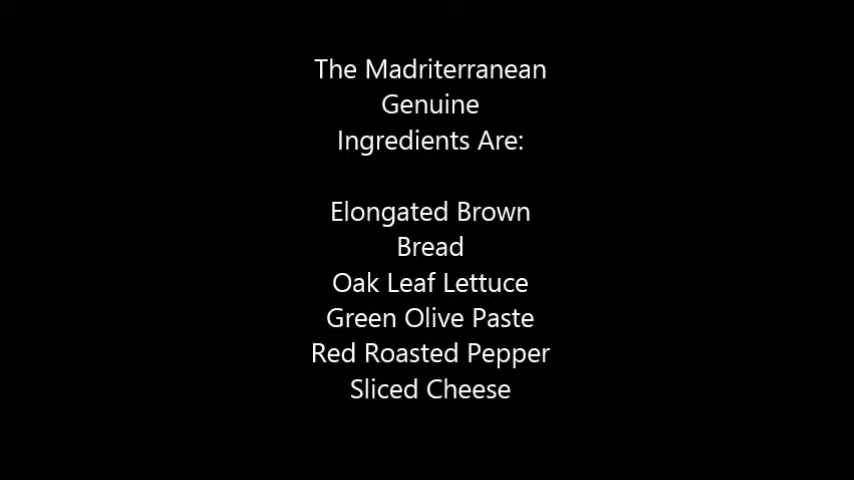 The Madriterranean
Genuine
Ingredients Are:
Elongated Brown
Bread
Oak Leaf Lettuce
Green Olive Paste
Red Roasted Pepper
Sliced Cheese